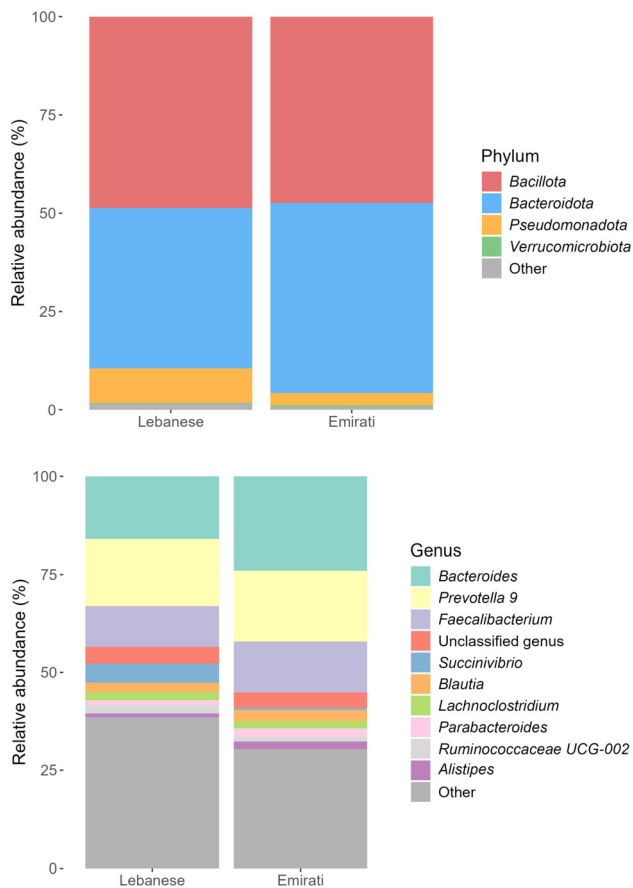 Relative abundance (%)
100
75
50
25
0
Lebanese
Emirati
Phylum
Bacillota
Bacteroidota
Pseudomonadota
Verrucomicrobiota
Other
Relative abundance (%)
100
75
50
25
0
Lebanese
Emirati
Genus
Bacteroides
Prevotella 9
Faecalibacterium
Unclassified genus
Succinivibrio
Blautia
Lachnoclostridium
Parabacteroides
Ruminococcaceae UCG-002
Alistipes
Other